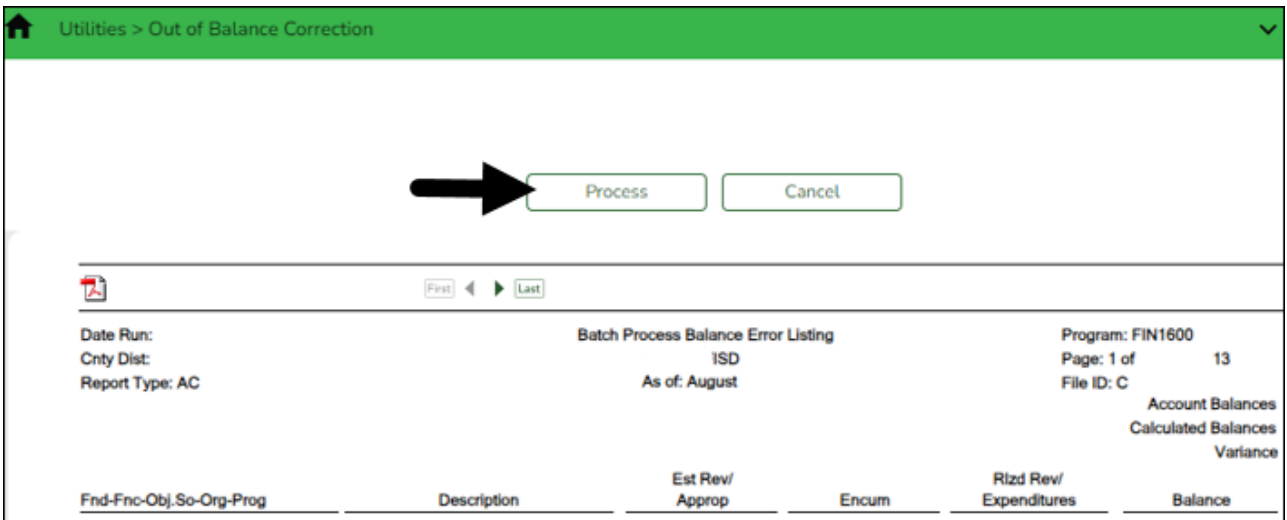 Utilities > Out of Balance Correction
Process Cancel
First Last
Date Run: Batch Process Balance Error Listing Program: FIN1600
Cnty Dist: ISD Page: 1 of 13
Report Type: AC As of: August File ID: C
Account Balances
Calculated Balances
Variance
Est Rev/ Rlzd Rev/
Fnd-Fnc-Obj.So-Org-Prog Description Approp Encum Expenditures Balance